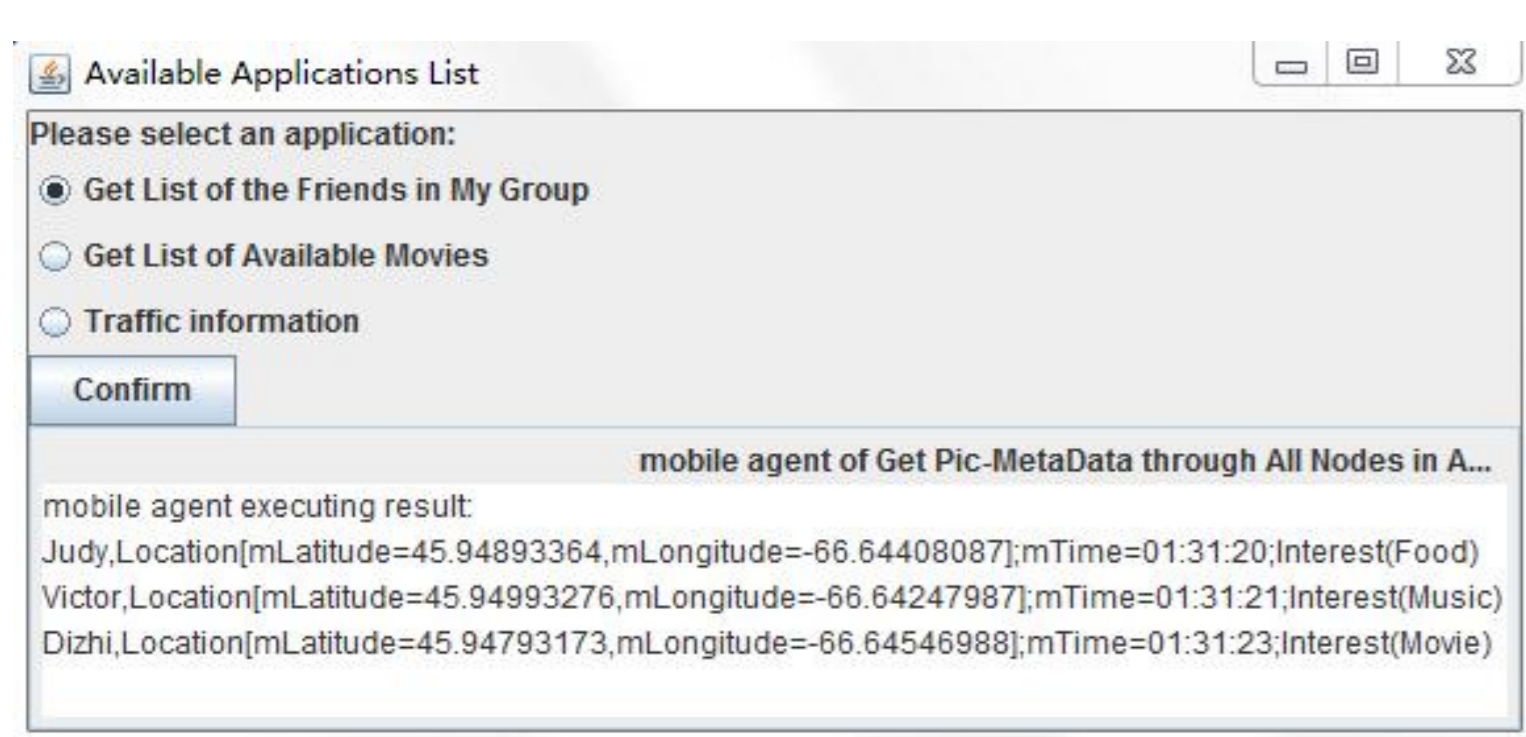 Available Applications List
Please select an application:
Get List of the Friends in My Group
Get List of Available Movies
Traffic information
Confirm
mobile agent of Get Pic-MetaData through All Nodes in A...
mobile agent executing result:
Judy,Location[mLatitude=45.94893364,mLongitude=-66.64408087];mTime=01:31:20;Interest(Food)
Victor,Location[mLatitude=45.94993276,mLongitude=-66.64247987];mTime=01:31:21;Interest(Music)
Dizhi,Location[mLatitude=45.94793173,mLongitude=-66.64546988];mTime=01:31:23;Interest(Movie)